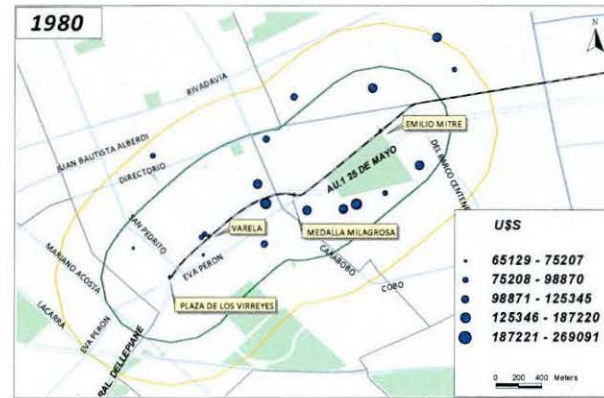 1980
N
RIVADAVIA
JUAN BAUTISTA ALBERDI
DIRECTORIO
EMILIO MITRE
AU.1 25 DE MAYO
DEL BARCO CENTENE
SAN PEDRITO
VARELA
MEDALLA MILAGROSA
MARIANO ACOSTA
EVA PERON
CARABOBO
COBO
LACARRA
PLAZA DE LOS VIRREYES
EVA PERON
RAL. DELLEPIANE
U$S
65129 - 75207
75208 - 98870
98871 - 125345
125346 - 187220
187221 - 269091
0 200 400 Meters